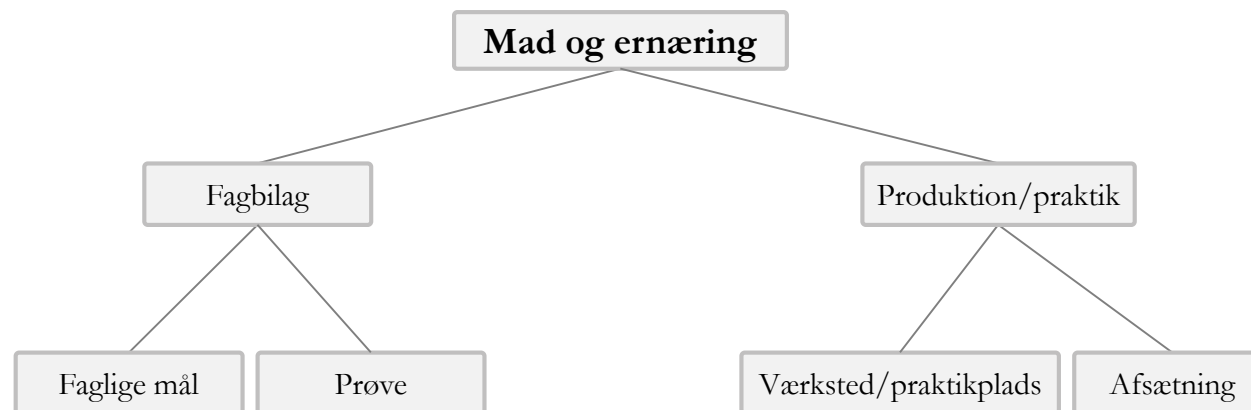 Mad og ernæring
Fagbilag
Produktion/praktik
Faglige mål
Prøve
Værksted/praktikplads
Afsætning